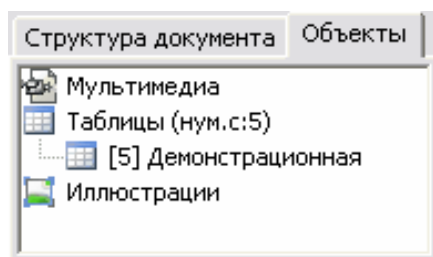 Структура документа
Объекты
Мультимедиа
Таблицы (нум.с:5)
[5] Демонстрационная
Иллюстрации